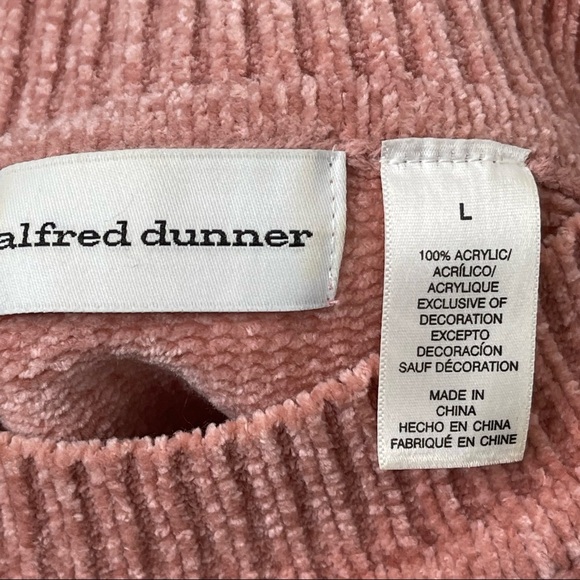 alfred dunner
L
100% ACRYLIC/
ACRÍLICO/
ACRYLIQUE
EXCLUSIVE OF
DECORATION
EXCEPTO
DECORACÍON
SAUF DÉCORATION
MADE IN
CHINA
HECHO EN CHINA
FABRIQUÉ EN CHINE